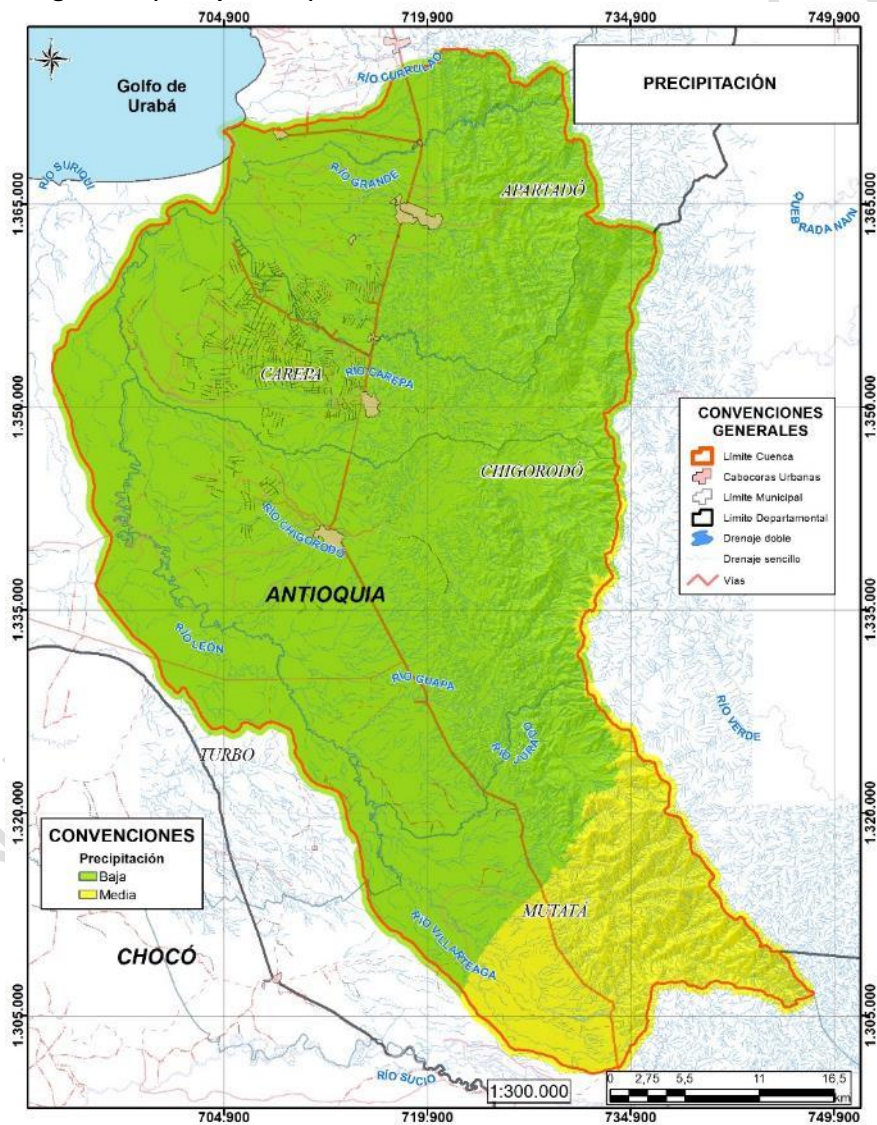 704,900
719,900
734,900
749,900
Golfo de
Urabá
RÍO CURRULAO
PRECIPITACIÓN
RÍO SURIQUI
RÍO GRANDE
APARTADÓ
QUEBRADA NAIN
1.365.000
1.365.000
CAREPA
RÍO CAREPA
1.350.000
1.350.000
CHIGORODÓ
CONVENCIONES
GENERALES
Límite Cuenca
Cabeceras Urbanas
Límite Municipal
Límite Departamental
Drenaje doble
Drenaje sencillo
Vías
RÍO CHIGORODÓ
ANTIOQUIA
1.335.000
1.335.000
RÍO LEÓN
RÍO GUAPA
RÍO JURADO
RÍO VERDE
TURBO
1.320.000
1.320.000
CONVENCIONES
Precipitación
Baja
Media
MUTATÁ
RÍO VILLARTEAGA
CHOCÓ
1.305.000
1.305.000
RÍO SUCIO
1:300.000
0 2,75 5,5 11 16,5
km
704,900
719,900
734,900
749,900